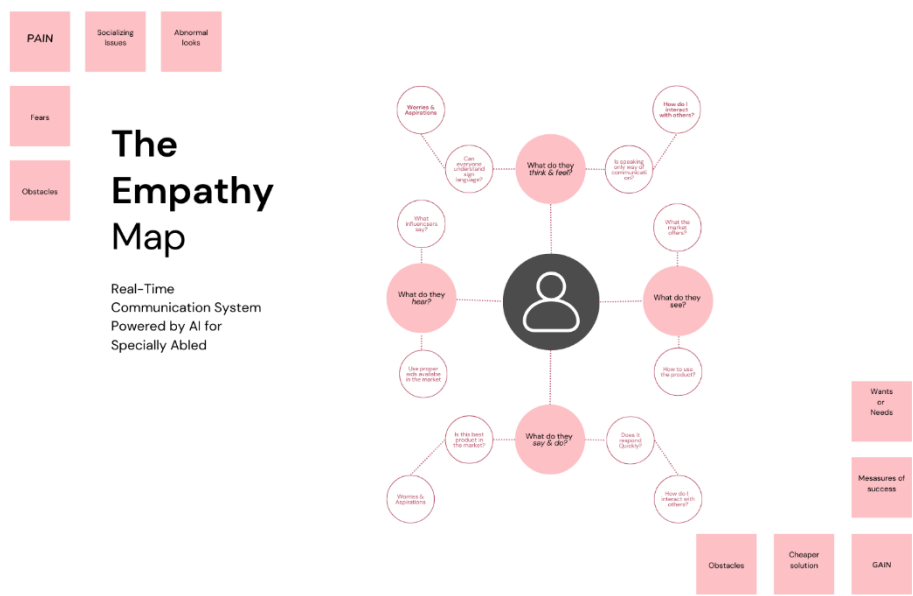 PAIN
Socializing
Issues
Abnormal
looks
Fears
Obstacles
The
Empathy
Map
Real-Time
Communication System
Powered by AI for
Specially Abled
Worries &
Aspirations
Can
everyone
understand
sign
language?
What do they
think & feel?
Is speaking
only way of
communicati
on?
How do I
interact
with others?
What
influencsers
say?
What do they
hear?
Use proper
aids availabe
in the market
What the
market
offers?
What do they
see?
How to use
the product?
Is this best
product in
the market?
What do they
say & do?
Does it
respond
Quickly?
Worries &
Aspirations
How do I
interact with
others?
Wants
or
Needs
Mesasures of
success
Obstacles
Cheaper
solution
GAIN